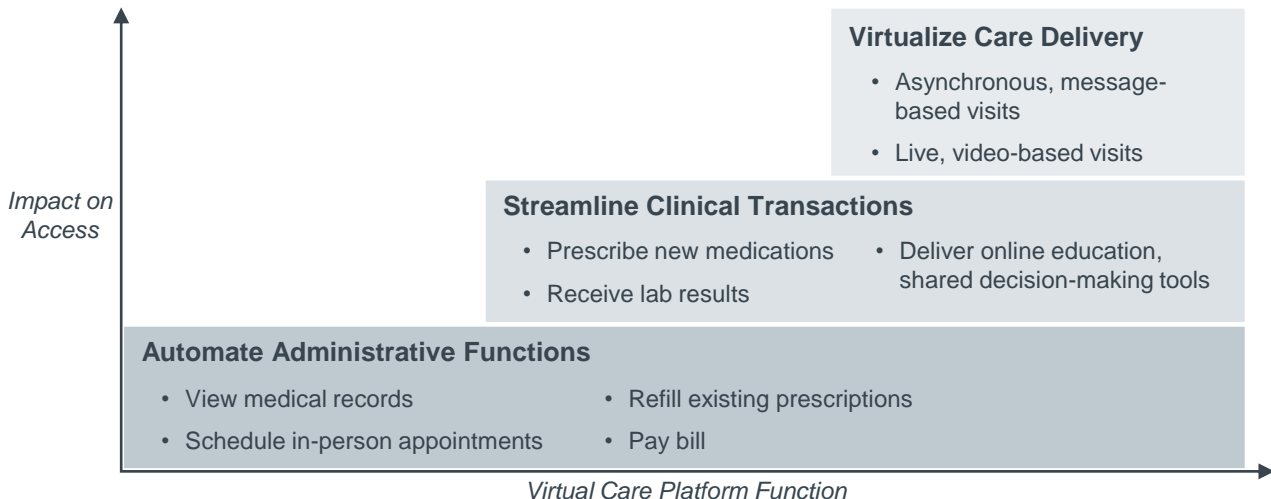 Virtualize Care Delivery
• Asynchronous, message-
based visits
• Live, video-based visits
Impact on
Access
Streamline Clinical Transactions
• Prescribe new medications
• Receive lab results
• Deliver online education,
shared decision-making tools
Automate Administrative Functions
• View medical records
• Schedule in-person appointments
• Refill existing prescriptions
• Pay bill
Virtual Care Platform Function